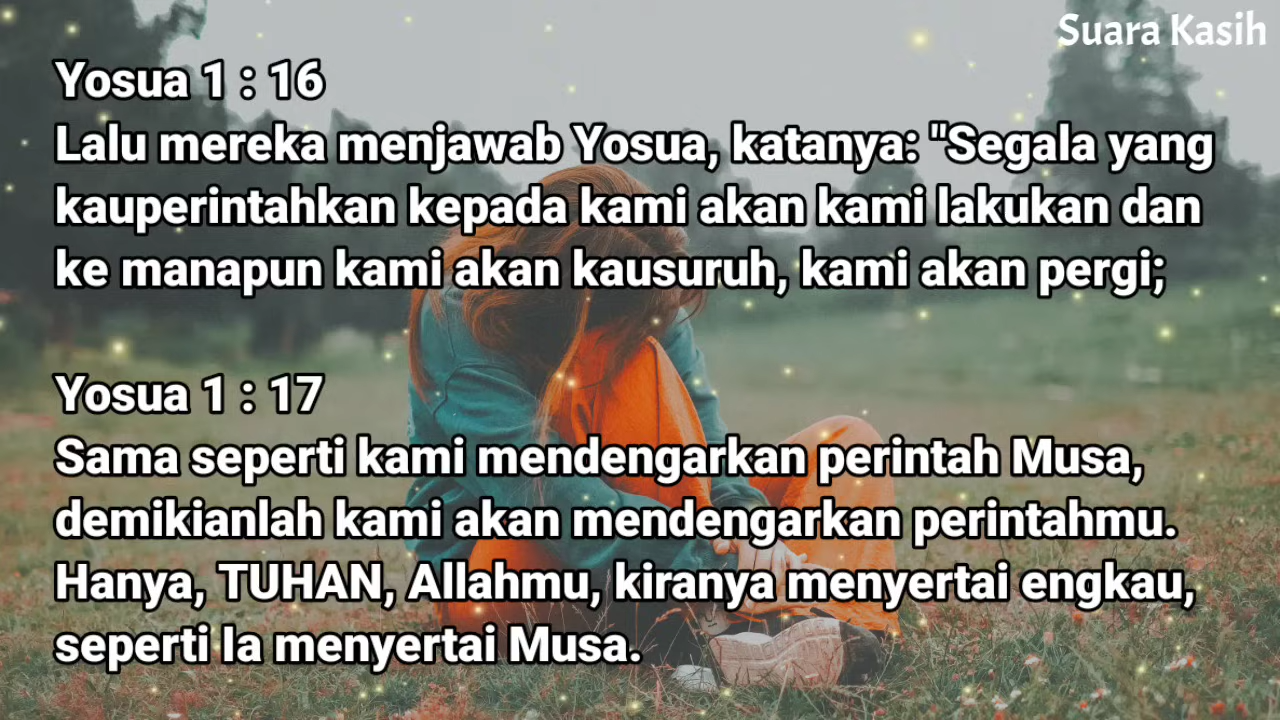 Suara Kasih
Yosua 1 : 16
Lalu mereka menjawab Yosua, katanya: "Segala yang
kauperintahkan kepada kami akan kami lakukan dan
ke manapun kami akan kausuruh, kami akan pergi;
Yosua 1 : 17
Sama seperti kami mendengarkan perintah Musa,
demikianlah kami akan mendengarkan perintahmu.
Hanya, TUHAN, Allahmu, kiranya menyertai engkau,
seperti Ia menyertai Musa.